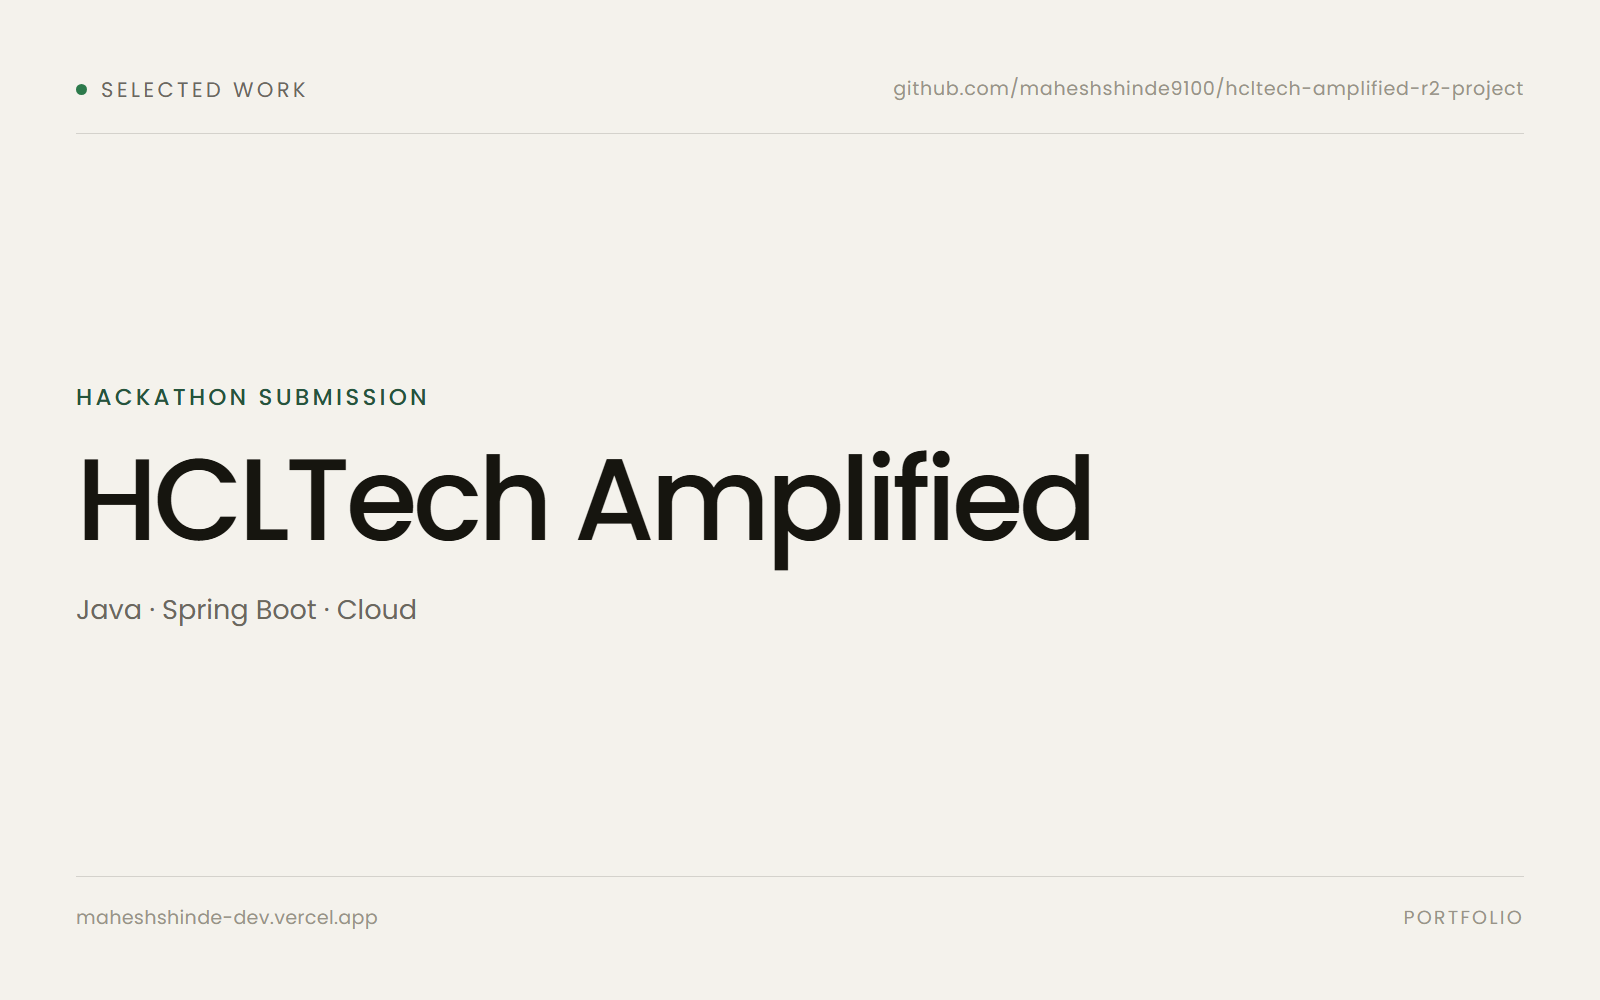 SELECTED WORK
github.com/maheshshinde9100/hcltech-amplified-r2-project
HACKATHON SUBMISSION
HCLTech Amplified
Java · Spring Boot · Cloud
maheshshinde-dev.vercel.app
PORTFOLIO